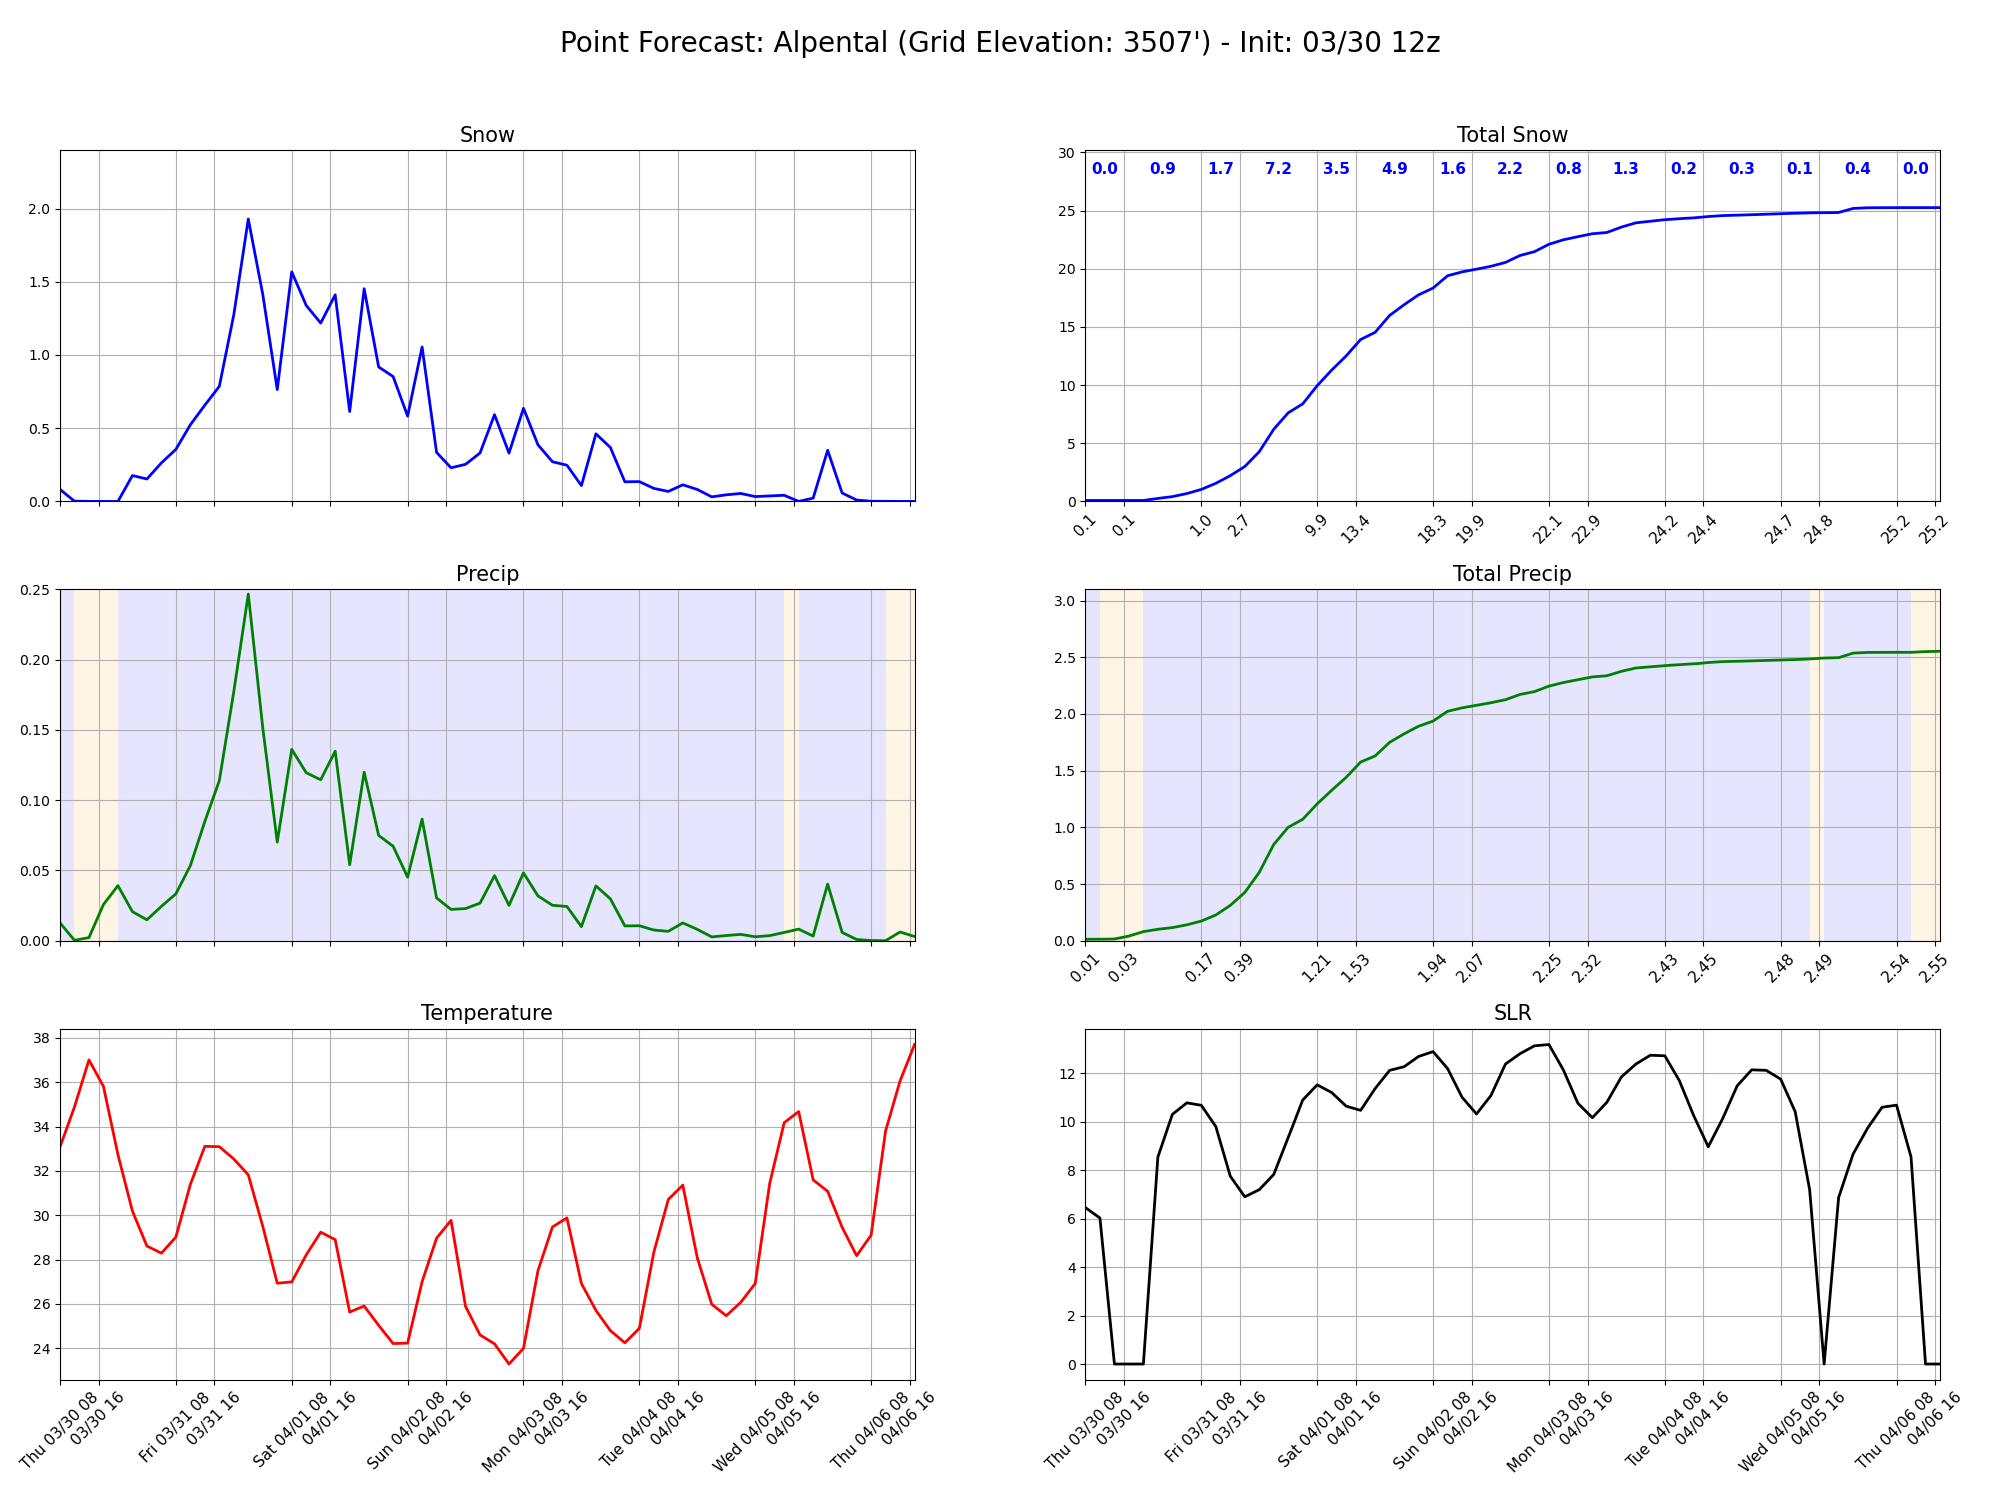 Point Forecast: Alpental (Grid Elevation: 3507') - Init: 03/30 12z
Snow
2.0
1.5
1.0
0.5
0.0
Total Snow
0.0 0.9 1.7 7.2 3.5 4.9 1.6 2.2 0.8 1.3 0.2 0.3 0.1 0.4 0.0
30
25
20
15
10
5
0
0.1 0.1 1.0 2.7 9.9 13.4 18.3 19.9 22.1 22.9 24.2 24.4 24.7 24.8 25.2 25.2
Precip
0.25
0.20
0.15
0.10
0.05
0.00
Total Precip
3.0
2.5
2.0
1.5
1.0
0.5
0.0
0.01 0.03 0.17 0.39 1.21 1.53 1.94 2.07 2.25 2.32 2.43 2.45 2.48 2.49 2.54 2.55
Temperature
38
36
34
32
30
28
26
24
Thu 03/30 08
03/30 16
Fri 03/31 08
03/31 16
Sat 04/01 08
04/01 16
Sun 04/02 08
04/02 16
Mon 04/03 08
04/03 16
Tue 04/04 08
04/04 16
Wed 04/05 08
04/05 16
Thu 04/06 08
04/06 16
SLR
12
10
8
6
4
2
0
Thu 03/30 08
03/30 16
Fri 03/31 08
03/31 16
Sat 04/01 08
04/01 16
Sun 04/02 08
04/02 16
Mon 04/03 08
04/03 16
Tue 04/04 08
04/04 16
Wed 04/05 08
04/05 16
Thu 04/06 08
04/06 16